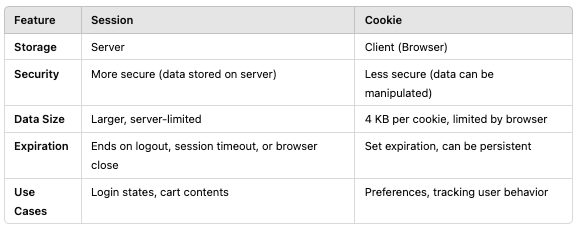 Feature Session Cookie
Storage Server Client (Browser)
Security More secure (data stored on server) Less secure (data can be
manipulated)
Data Size Larger, server-limited 4 KB per cookie, limited by browser
Expiration Ends on logout, session timeout, or browser Set expiration, can be persistent
close
Use Login states, cart contents Preferences, tracking user behavior
Cases